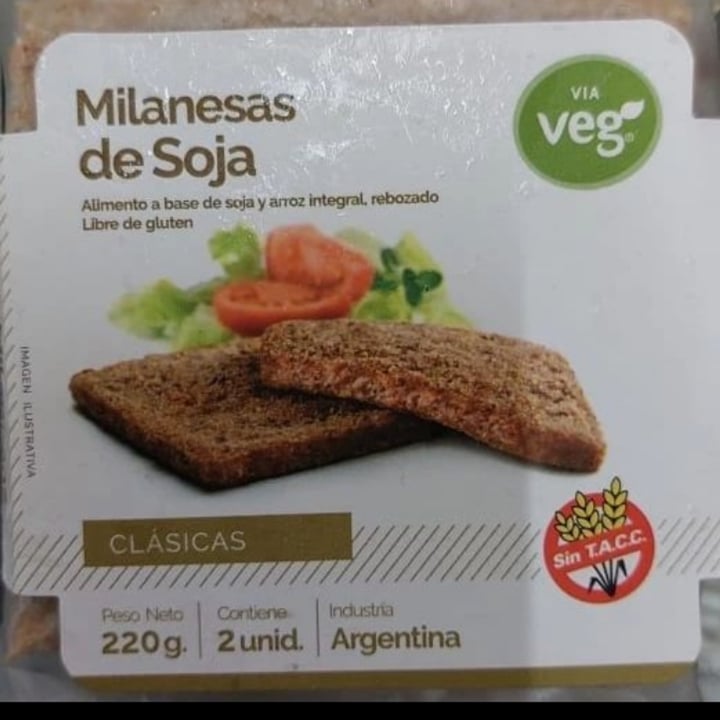 Milanesas
de Soja
VIA
veg®
Alimento a base de soja y arroz integral, rebozado
Libre de gluten
IMAGEN ILUSTRATIVA
CLÁSICAS
Sin T.A.C.C.
Peso Neto
220g.
Contiene
2 unid.
Industria
Argentina